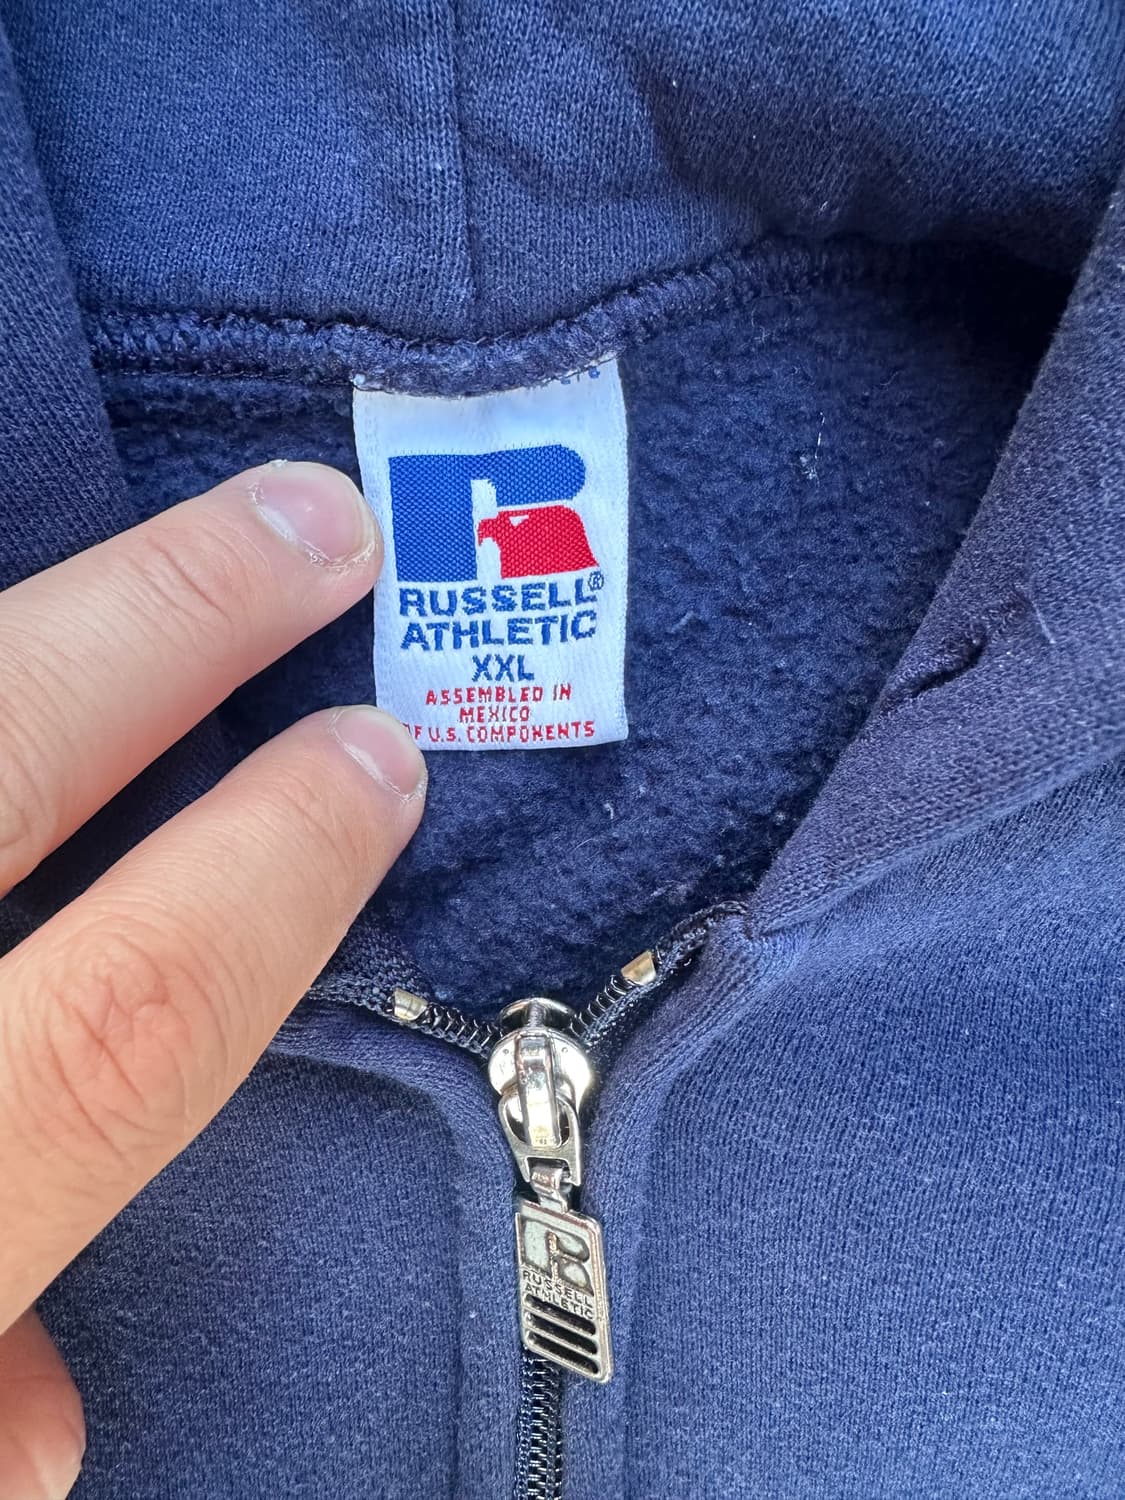 RUSSELL®
ATHLETIC
XXL
ASSEMBLED IN
MEXICO
OF U.S. COMPONENTS
RUSSELL
ATHLETIC